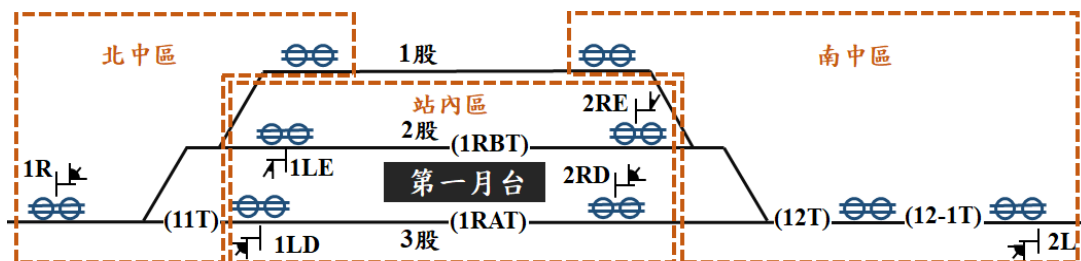 北中區
1股
南中區
站內區
2RE
2股
(1RBT)
1R
1LE
第一月台
2RD
(11T)
(1RAT)
(12T)
(12-1T)
1LD
3股
2L